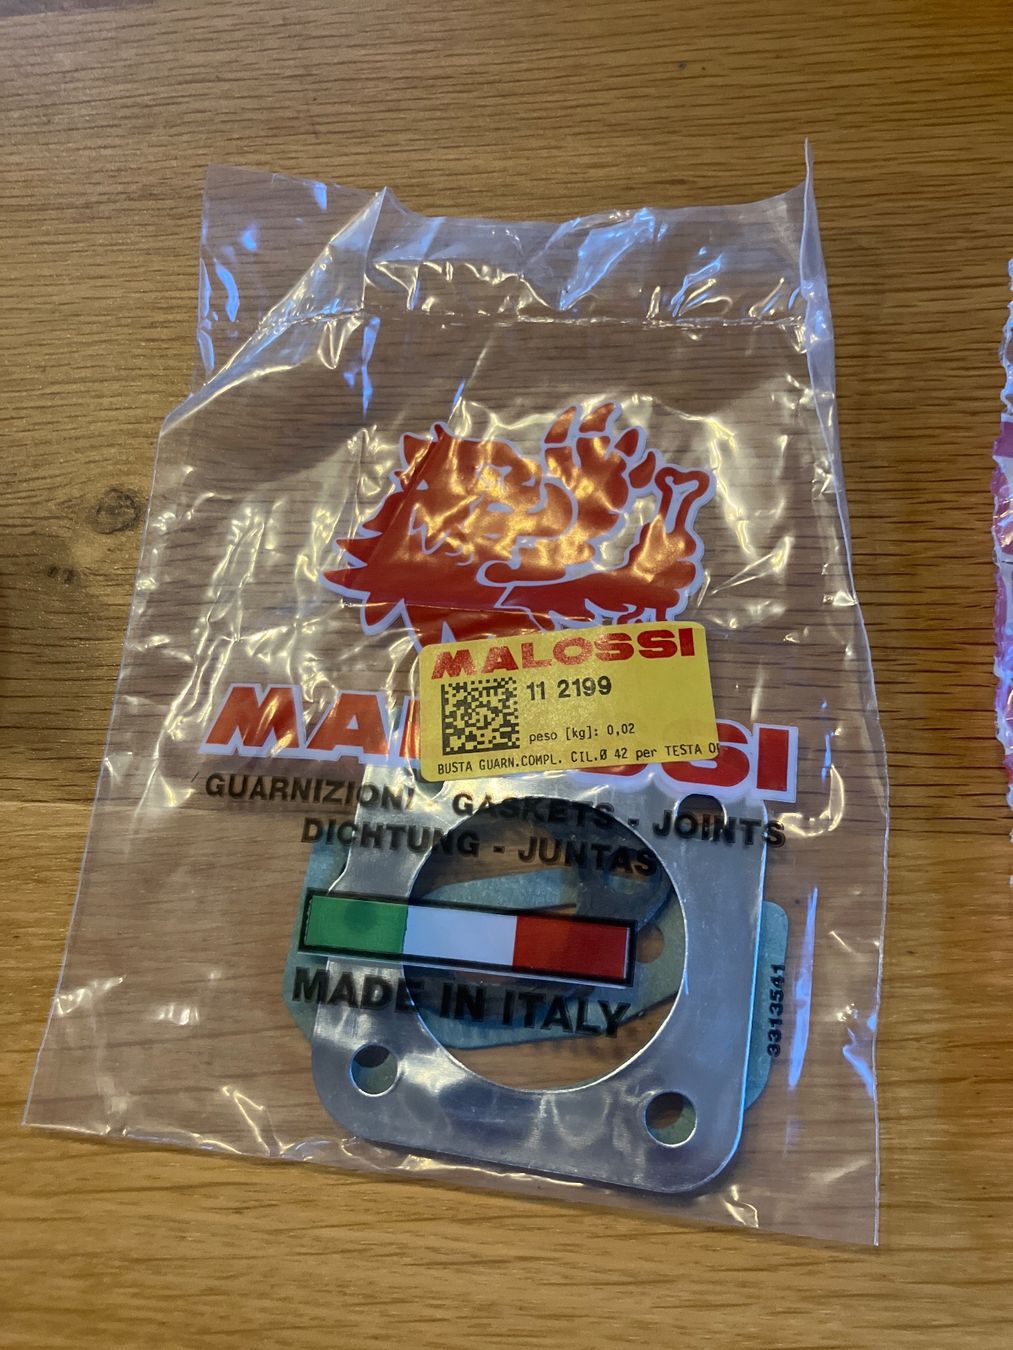 MALOSSI
11 2199
peso [kg]: 0,02
BUSTA GUARN.COMPL. CIL.Ø 42 per TESTA
GUARNIZIONI - GASKETS - JOINTS
DICHTUNG - JUNTAS
MADE IN ITALY
3313541